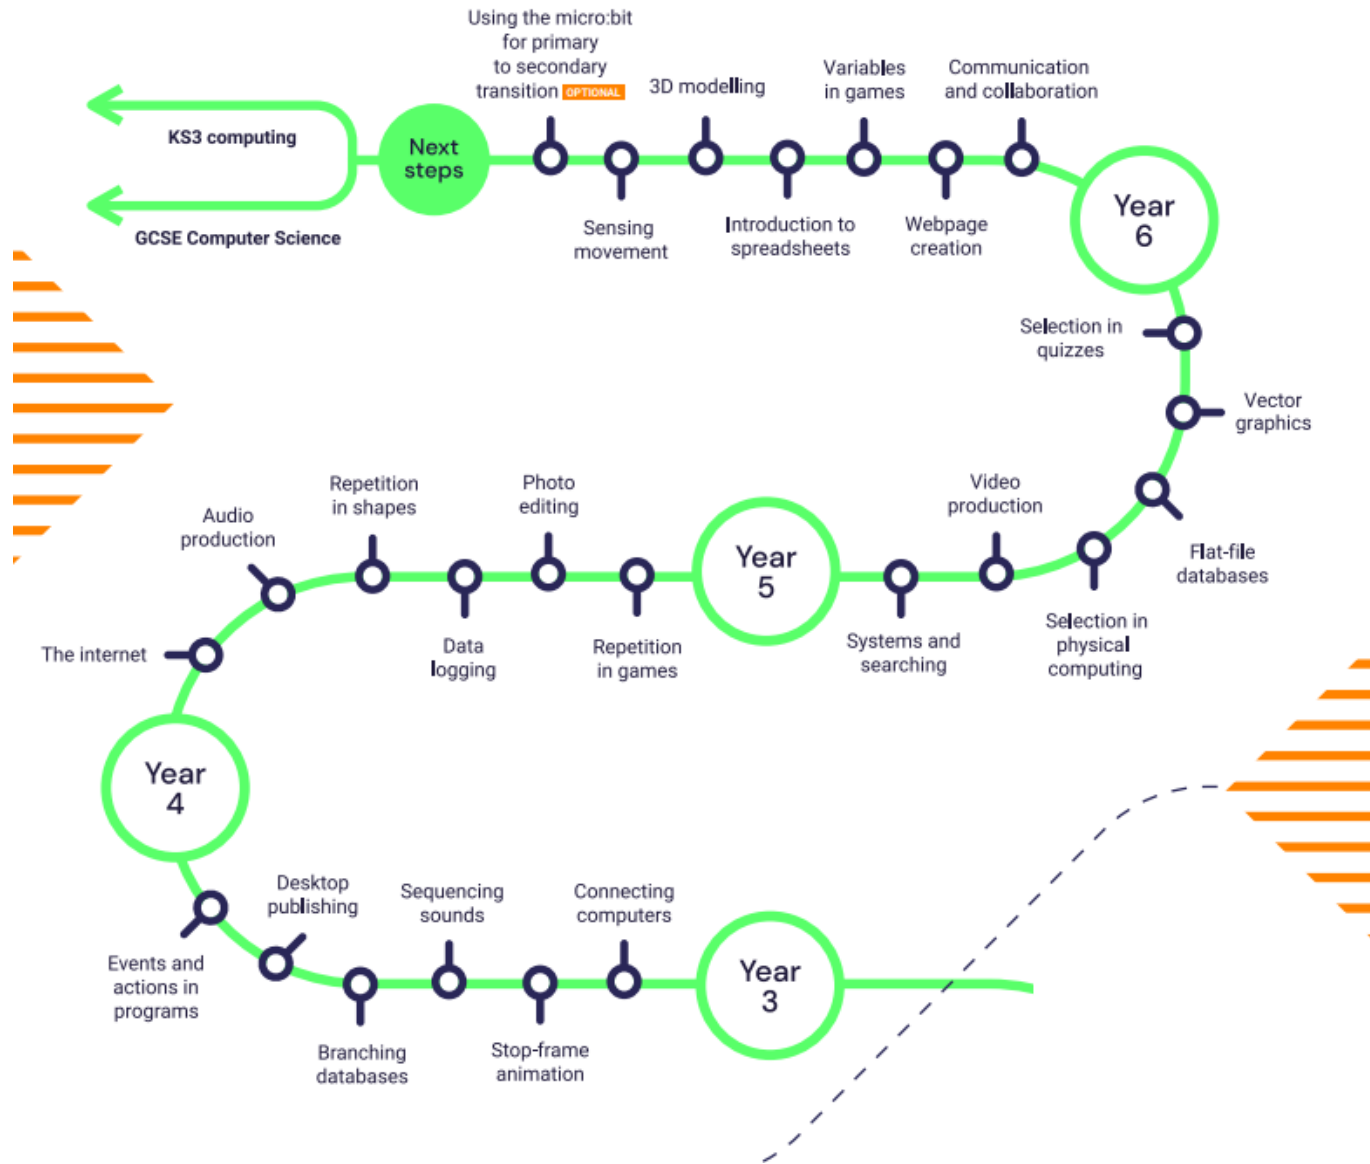 Using the micro:bit
for primary
to secondary
transition OPTIONAL
3D modelling
Variables
in games
Communication
and collaboration
KS3 computing
Next
steps
GCSE Computer Science
Sensing
movement
Introduction to
spreadsheets
Webpage
creation
Year
6
Selection in
quizzes
Vector
graphics
Flat-file
databases
Selection in
physical
computing
Video
production
Systems and
searching
Year
5
Photo
editing
Repetition
in games
Repetition
in shapes
Data
logging
Audio
production
The internet
Year
4
Events and
actions in
programs
Desktop
publishing
Branching
databases
Sequencing
sounds
Stop-frame
animation
Connecting
computers
Year
3